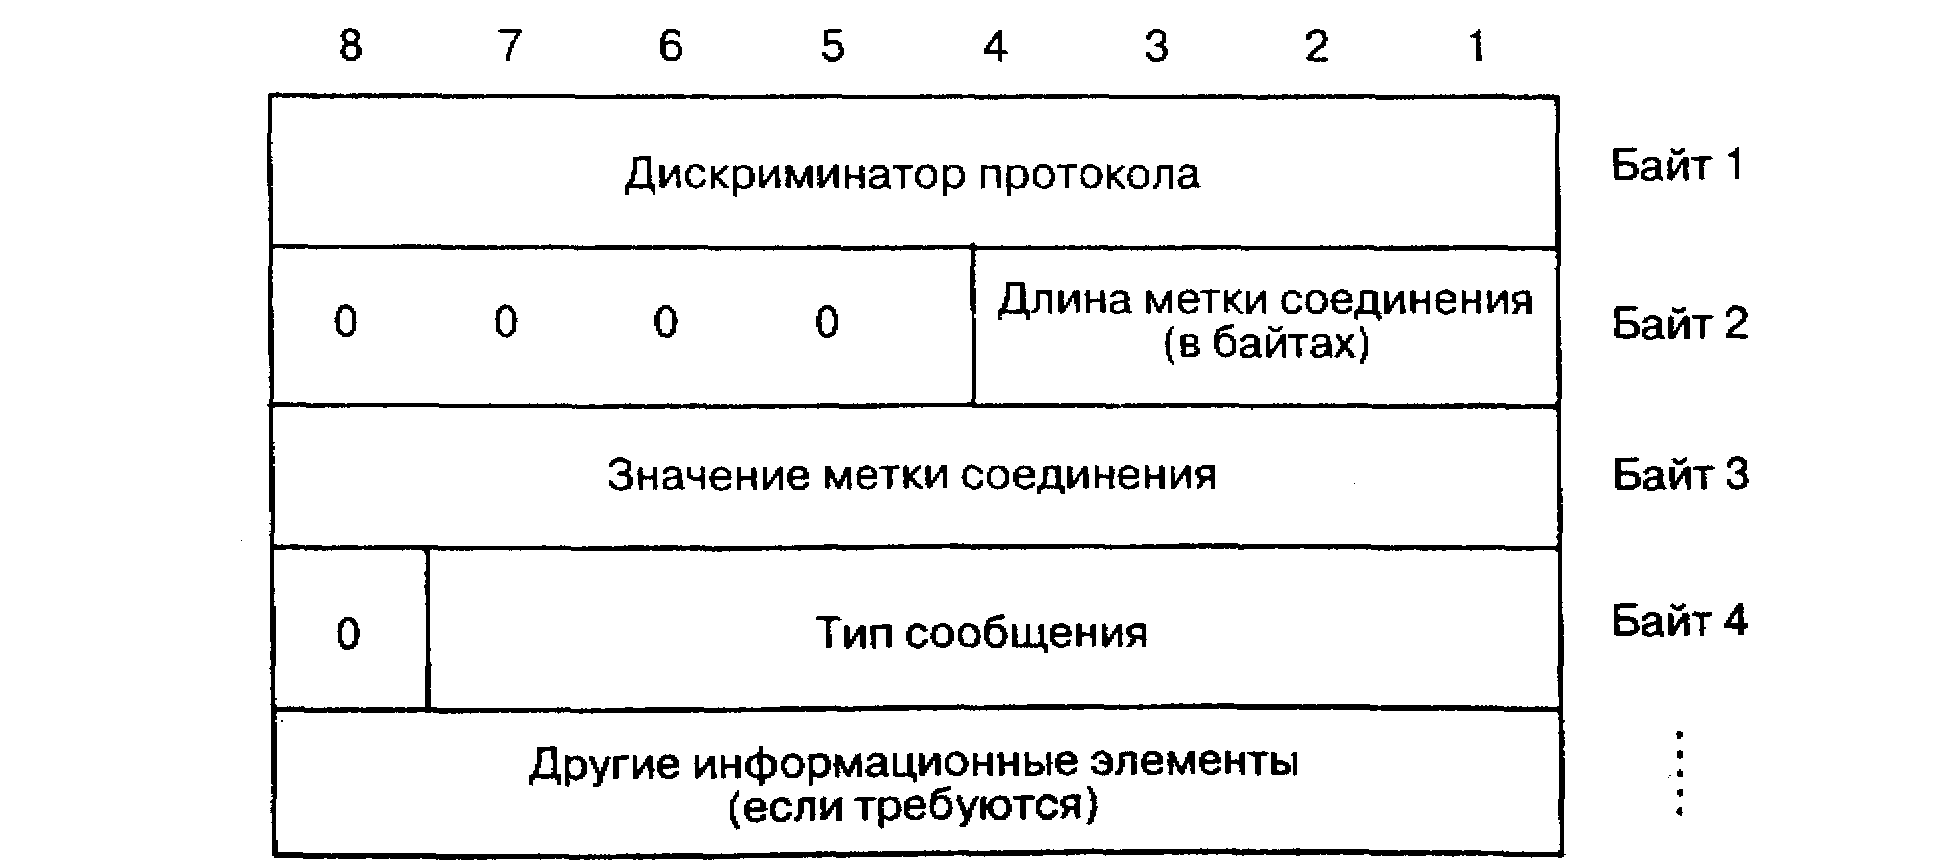 8 7 6 5 4 3 2 1
Дискриминатор протокола
Байт 1
0 0 0 0
Длина метки соединения
(в байтах)
Байт 2
Значение метки соединения
Байт 3
0
Тип сообщения
Байт 4
Другие информационные элементы
(если требуются)